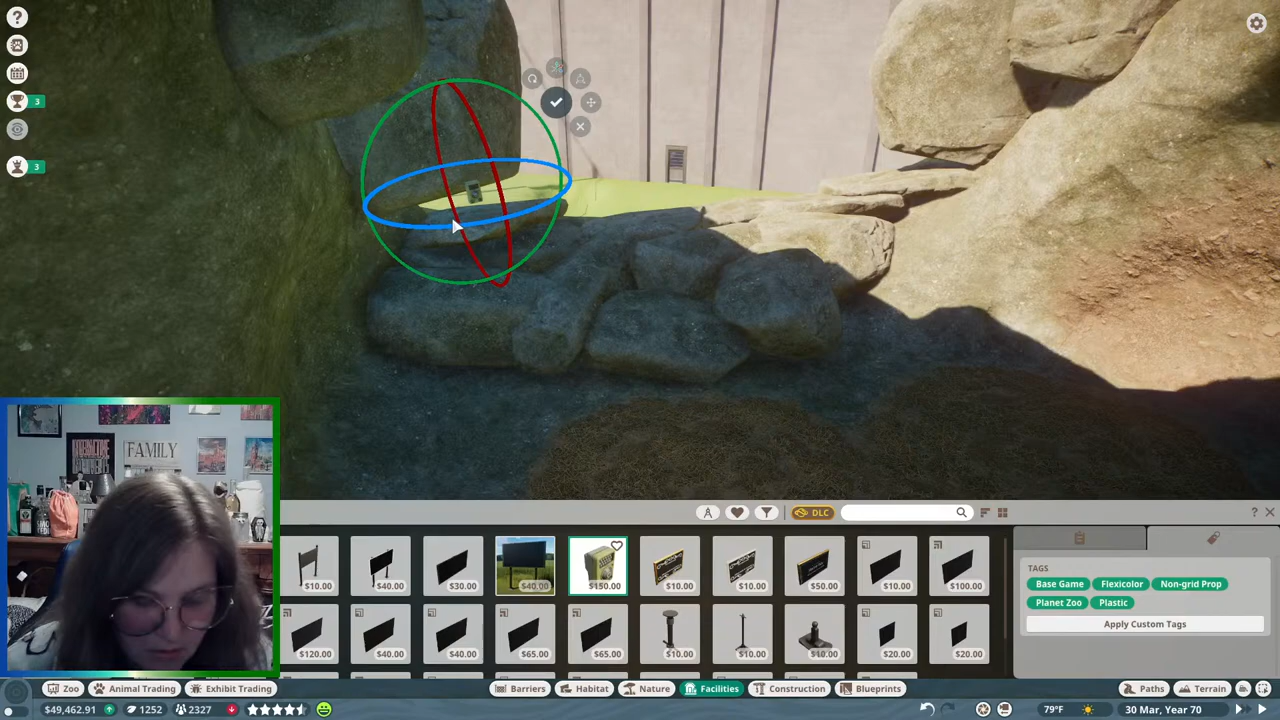 3
3
FAMILY
DLC
$10.00
$40.00
$30.00
$40.00
$150.00
$10.00
$10.00
$50.00
$10.00
$100.00
$120.00
$40.00
$40.00
$65.00
$65.00
$10.00
$10.00
$10.00
$20.00
$20.00
TAGS
Base Game
Flexicolor
Non-grid Prop
Planet Zoo
Plastic
Apply Custom Tags
Zoo
Animal Trading
Exhibit Trading
Barriers
Habitat
Nature
Facilities
Construction
Blueprints
Paths
Terrain
$49,462.91
1252
2327
79°F
30 Mar, Year 70